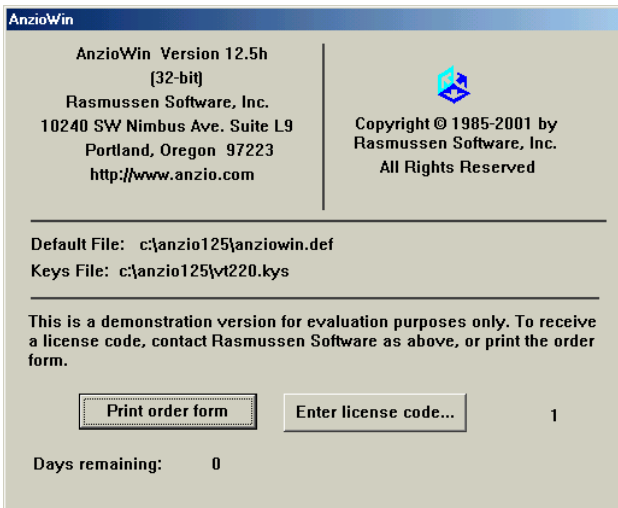 AnzioWin
AnzioWin Version 12.5h
(32-bit)
Rasmussen Software, Inc.
10240 SW Nimbus Ave. Suite L9
Portland, Oregon 97223
http://www.anzio.com
Copyright © 1985-2001 by
Rasmussen Software, Inc.
All Rights Reserved
Default File: c:\anzio125\anziowin.def
Keys File: c:\anzio125\vt220.kys
This is a demonstration version for evaluation purposes only. To receive
a license code, contact Rasmussen Software as above, or print the order
form.
Print order form
Enter license code...
1
Days remaining: 0